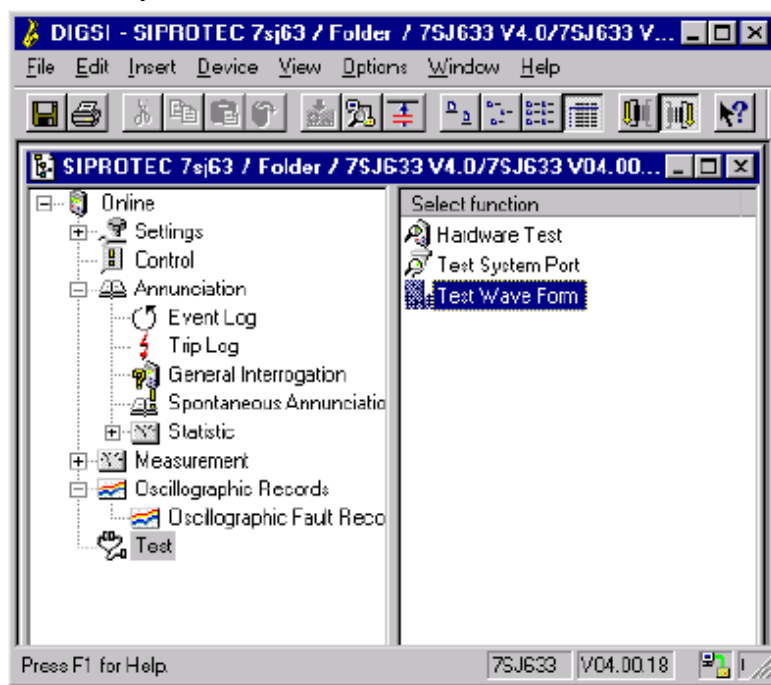 DIGSI - SIPROTEC 7sj63 / Folder / 7SJ633 V4.0/7SJ633 V...
File Edit Insert Device View Options Window Help
SIPROTEC 7sj63 / Folder / 7SJ633 V4.0/7SJ633 V04.00...
Online
Settings
Control
Annunciation
Event Log
Trip Log
General Interrogation
Spontaneous Annunciatio
Statistic
Measurement
Oscillographic Records
Oscillographic Fault Reco
Test
Select function
Hardware Test
Test System Port
Test Wave Form
Press F1 for Help.
7SJ633 V04.00.18